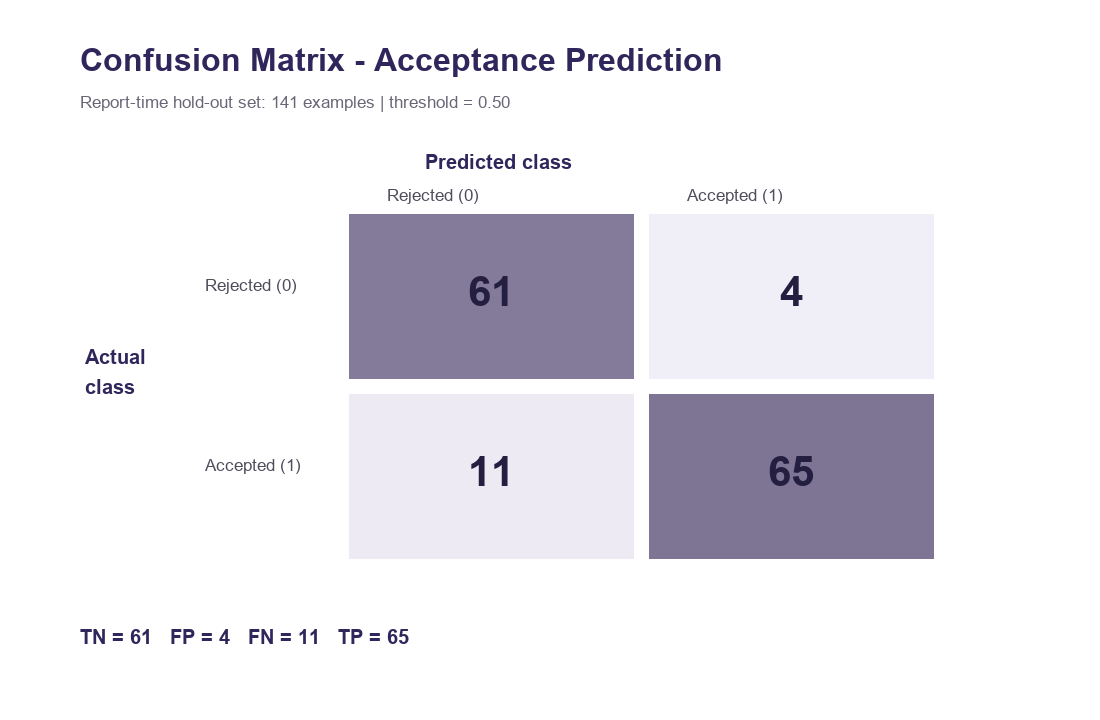 Confusion Matrix - Acceptance Prediction
Report-time hold-out set: 141 examples | threshold = 0.50
Predicted class
Rejected (0) Accepted (1)
Rejected (0) 61 4
Actual
class
Accepted (1) 11 65
TN = 61 FP = 4 FN = 11 TP = 65